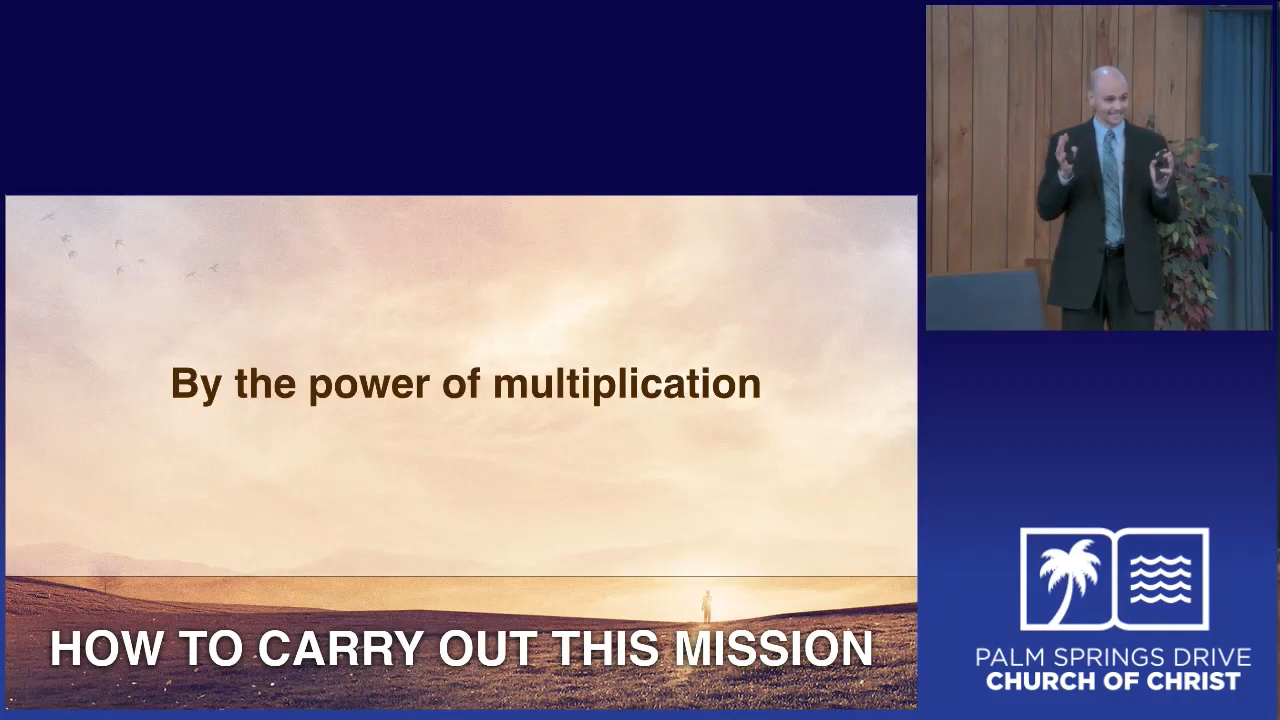 By the power of multiplication
HOW TO CARRY OUT THIS MISSION
PALM SPRINGS DRIVE
CHURCH OF CHRIST